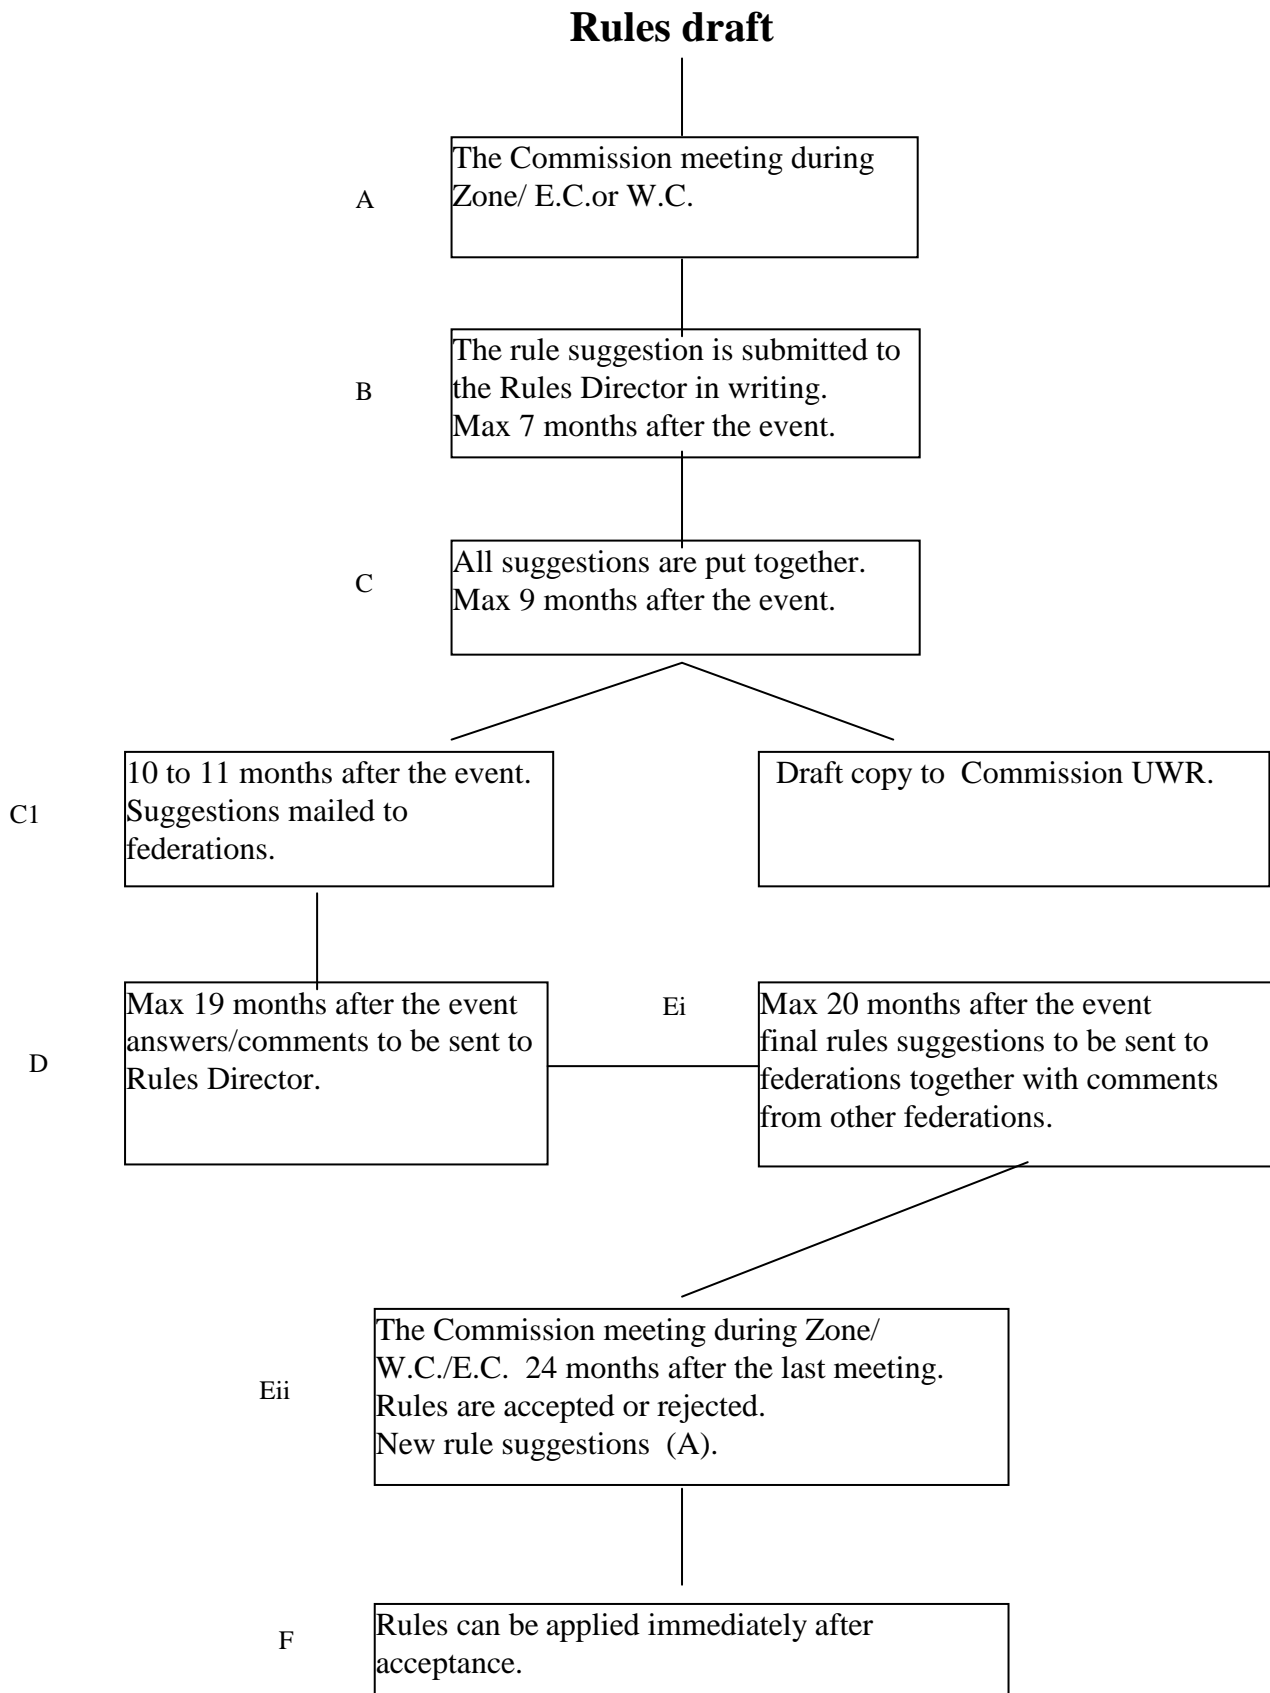 Rules draft
A
The Commission meeting during
Zone/ E.C.or W.C.
B
The rule suggestion is submitted to
the Rules Director in writing.
Max 7 months after the event.
C
All suggestions are put together.
Max 9 months after the event.
C1
10 to 11 months after the event.
Suggestions mailed to
federations.
Draft copy to  Commission UWR.
D
Max 19 months after the event
answers/comments to be sent to
Rules Director.
Ei
Max 20 months after the event
final rules suggestions to be sent to
federations together with comments
from other federations.
Eii
The Commission meeting during Zone/
W.C./E.C.  24 months after the last meeting.
Rules are accepted or rejected.
New rule suggestions  (A).
F
Rules can be applied immediately after
acceptance.